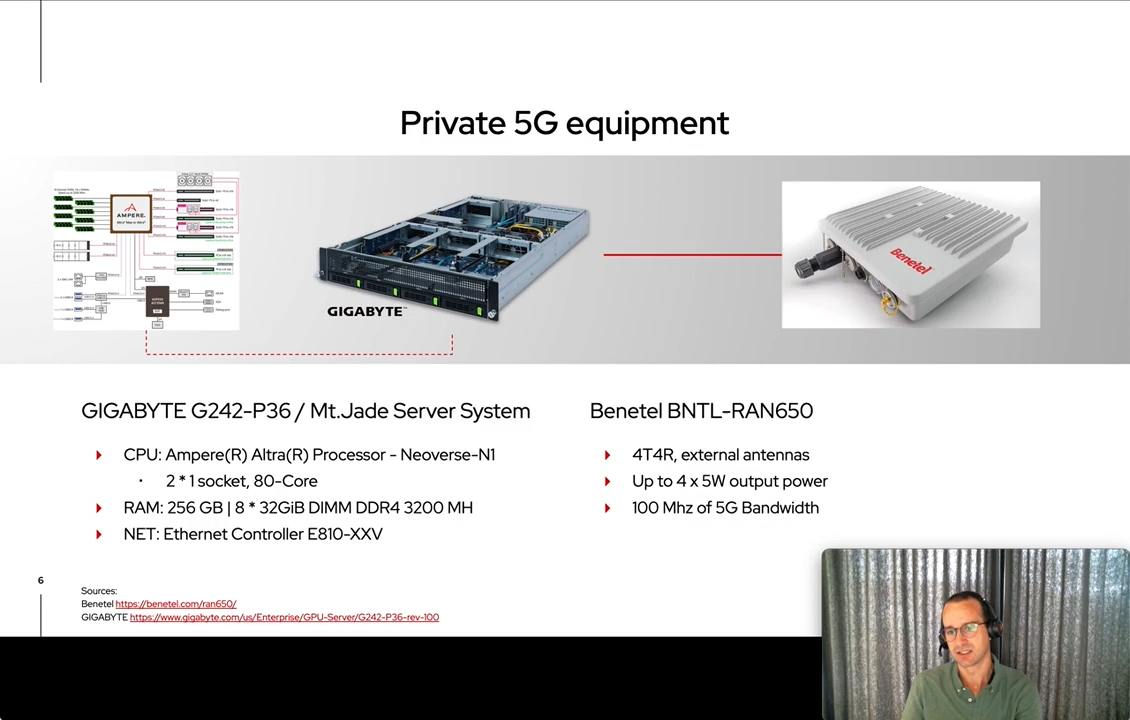 Private 5G equipment
AMPERE.
GIGABYTE™
Benetel
GIGABYTE G242-P36 / Mt.Jade Server System
CPU: Ampere(R) Altra(R) Processor - Neoverse-N1
2 * 1 socket, 80-Core
RAM: 256 GB | 8 * 32GiB DIMM DDR4 3200 MH
NET: Ethernet Controller E810-XXV
Benetel BNTL-RAN650
4T4R, external antennas
Up to 4 x 5W output power
100 Mhz of 5G Bandwidth
6
Sources:
Benetel https://benetel.com/ran650/
GIGABYTE https://www.gigabyte.com/us/Enterprise/GPU-Server/G242-P36-rev-100